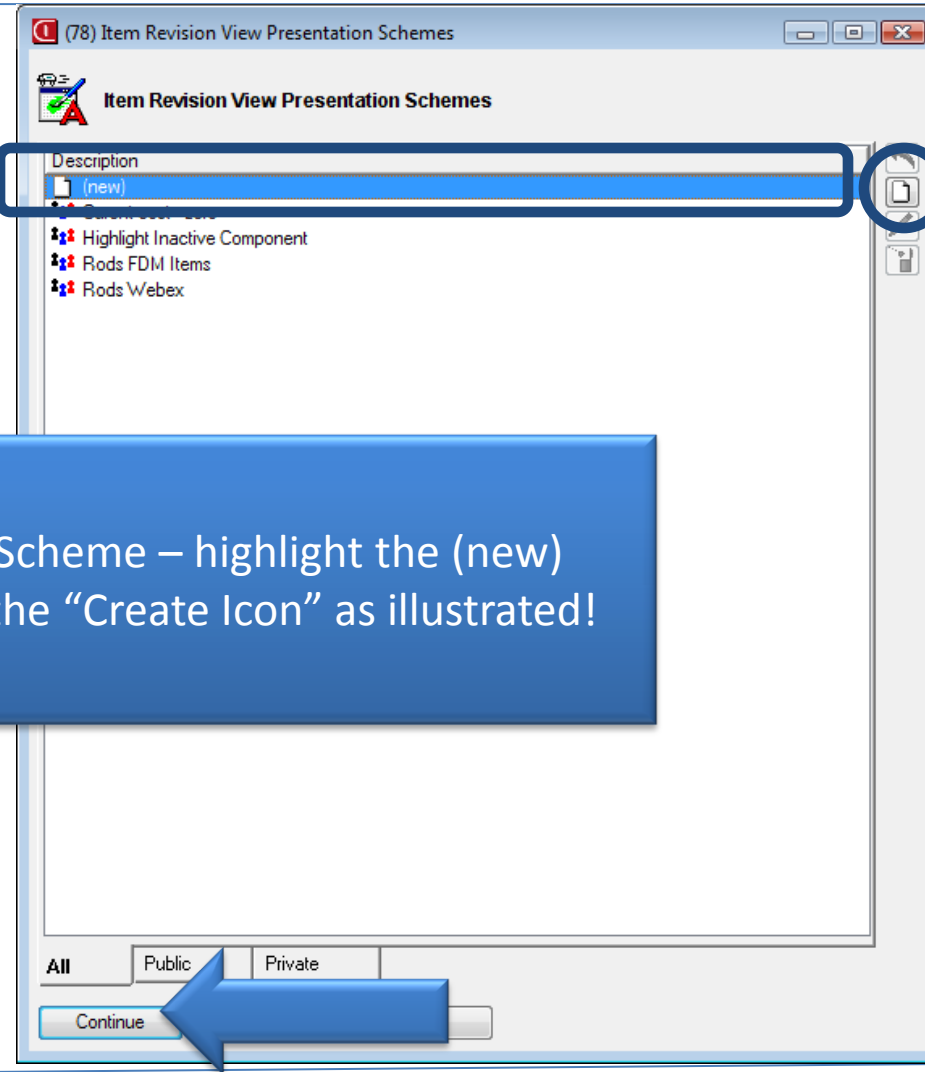 (78) Item Revision View Presentation Schemes
Item Revision View Presentation Schemes
Description
(new)
Highlight Inactive Component
Rods FDM Items
Rods Webex
Scheme – highlight the (new)
the “Create Icon” as illustrated!
All Public Private
Continue